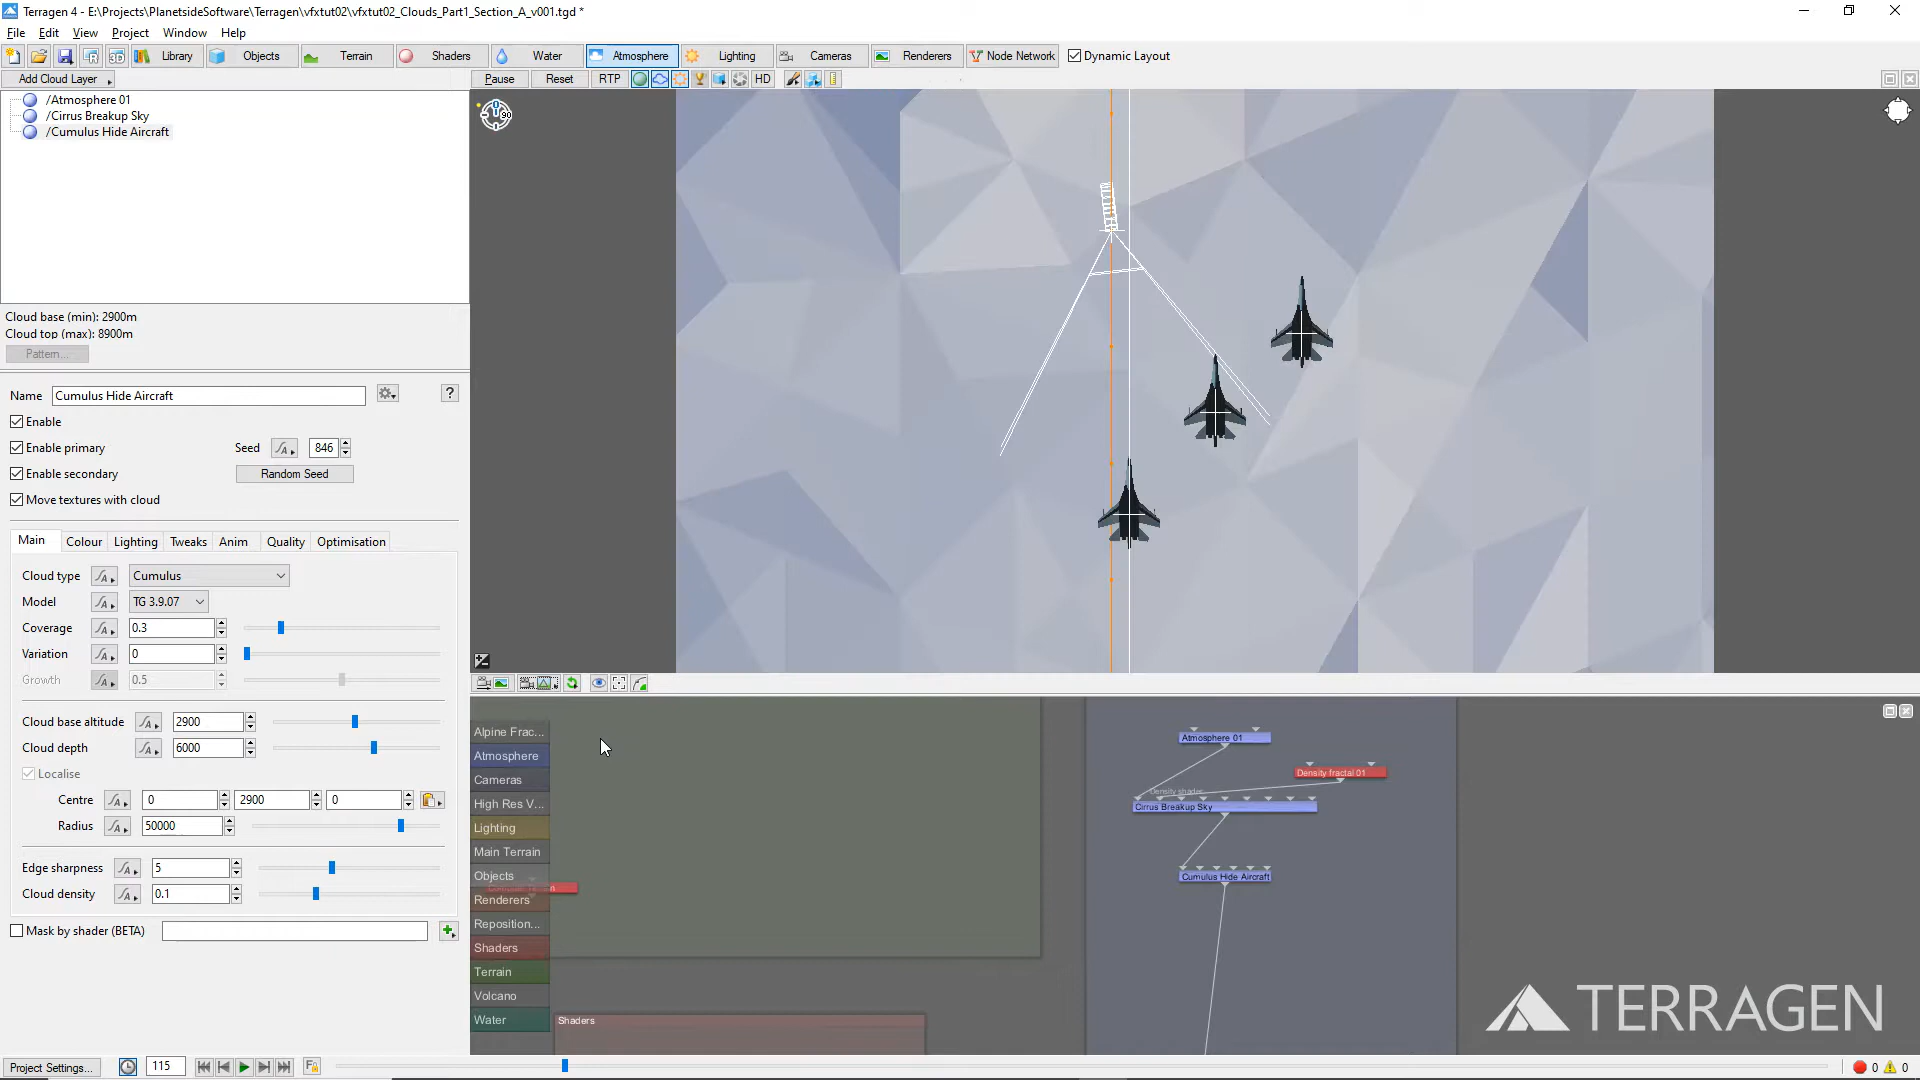 Terragen 4 - E:\Projects\PlanetsideSoftware\Terragen\vfxtut02\vfxtut02_Clouds_Part1_Section_A_v001.tgd *
File Edit View Project Window Help
Library Objects Terrain Shaders Water Atmosphere Lighting Cameras Renderers Node Network Dynamic Layout
Add Cloud Layer Pause Reset RTP HD
/Atmosphere 01
/Cirrus Breakup Sky
/Cumulus Hide Aircraft
90
Cloud base (min): 2900m
Cloud top (max): 8900m
Pattern...
Name Cumulus Hide Aircraft ?
Enable
Enable primary Seed 846
Enable secondary Random Seed
Move textures with cloud
Main Colour Lighting Tweaks Anim Quality Optimisation
Cloud type Cumulus
Model TG 3.9.07
Coverage 0.3
Variation 0
Growth 0.5
Cloud base altitude 2900
Cloud depth 6000
Localise
Centre 0 2900 0
Radius 50000
Edge sharpness 5
Cloud density 0.1
Mask by shader (BETA)
Alpine Frac...
Atmosphere
Cameras
High Res V...
Lighting
Main Terrain
Objects
Renderers
Reposition...
Shaders
Terrain
Volcano
Water
Shaders
Atmosphere 01
Density fractal 01
Density shader
Cirrus Breakup Sky
Cumulus Hide Aircraft
TERRAGEN
Project Settings... 115 0 0